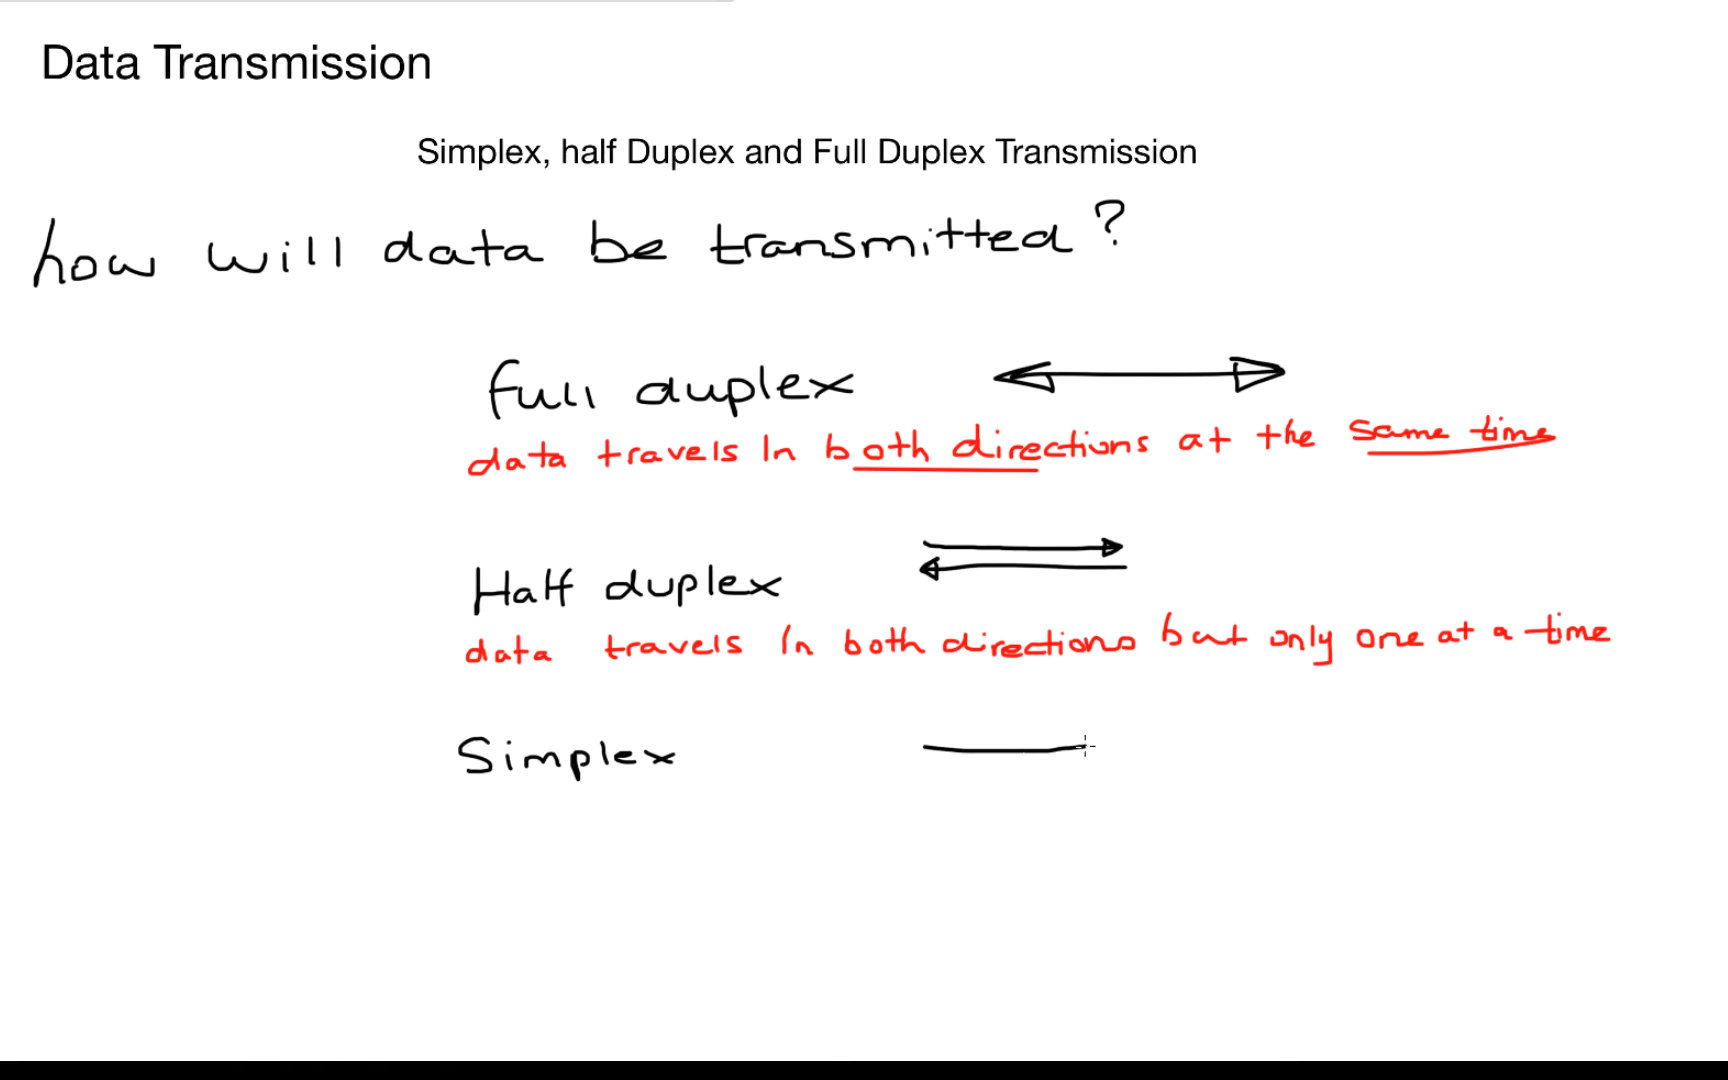 Data Transmission
Simplex, half Duplex and Full Duplex Transmission
how will data be transmitted?
full duplex
data travels In both directions at the same time
Half duplex
data travels In both directions but only one at a time
Simplex